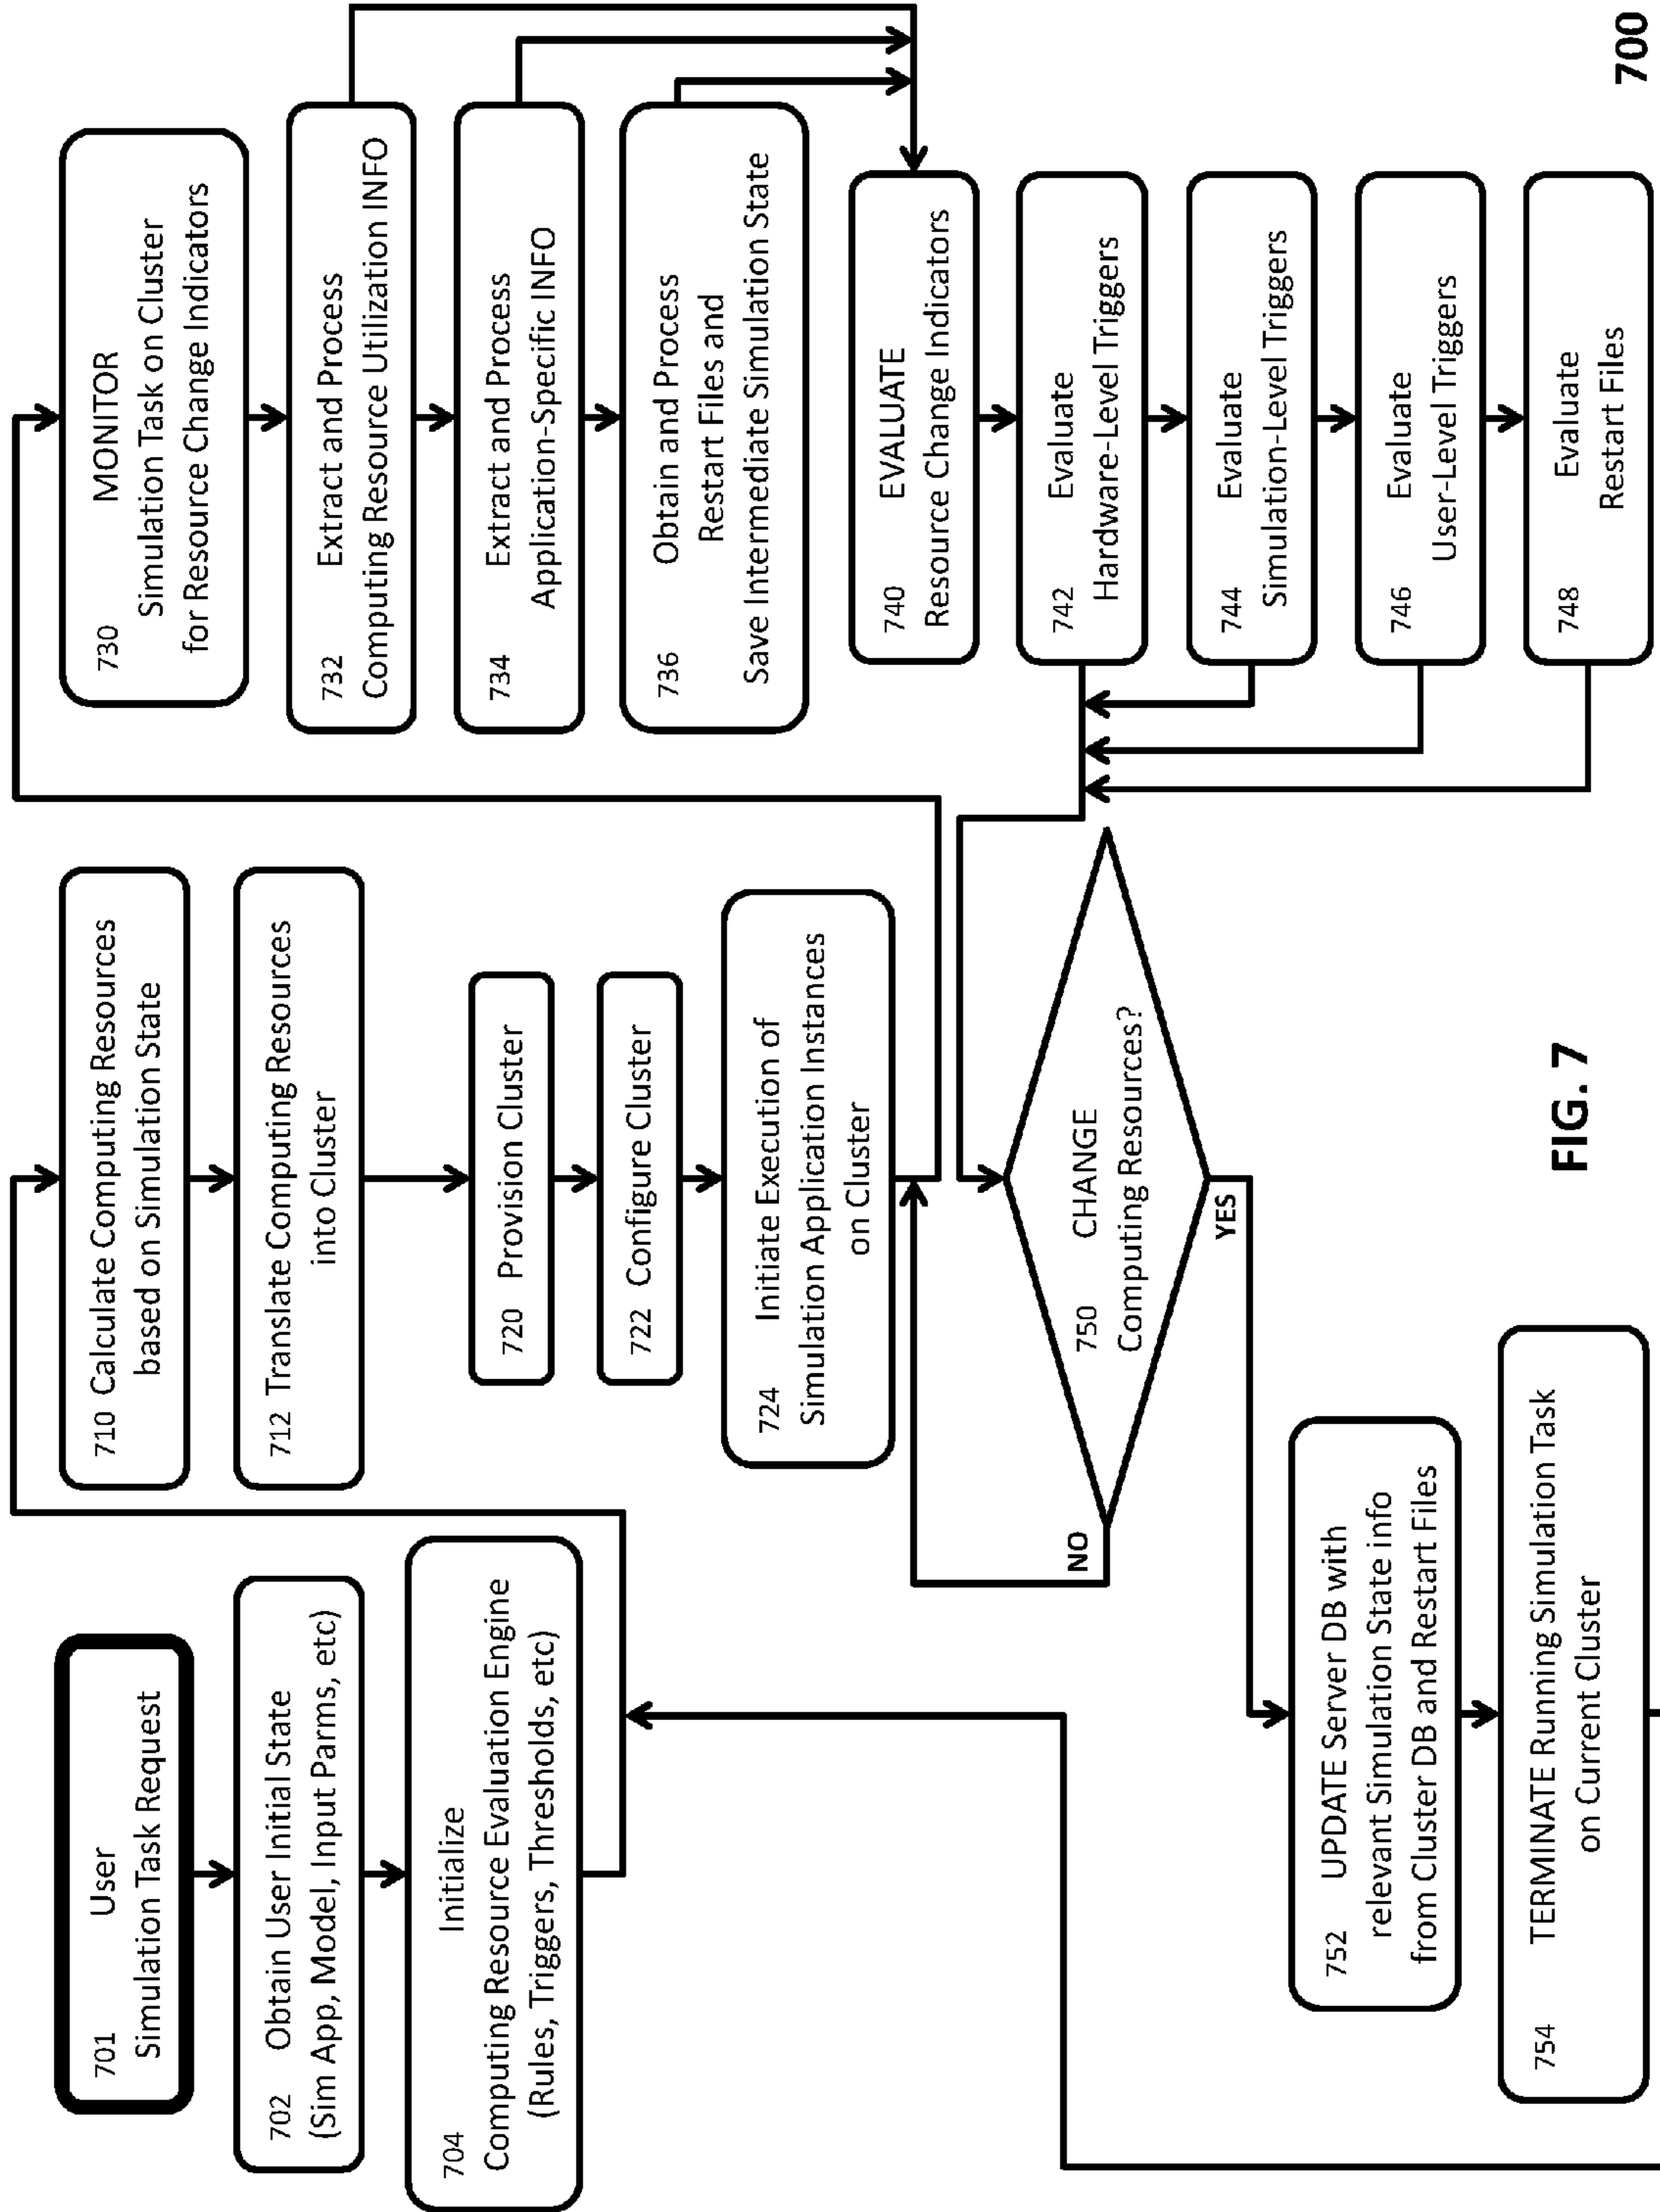 701 User
Simulation Task Request
702 Obtain User Initial State
(Sim App, Model, Input Parms, etc)
704 Initialize
Computing Resource Evaluation Engine
(Rules, Triggers, Thresholds, etc)
710 Calculate Computing Resources
based on Simulation State
712 Translate Computing Resources
into Cluster
720 Provision Cluster
722 Configure Cluster
724 Initiate Execution of
Simulation Application Instances
on Cluster
730 MONITOR
Simulation Task on Cluster
for Resource Change Indicators
732 Extract and Process
Computing Resource Utilization INFO
734 Extract and Process
Application-Specific INFO
736 Obtain and Process
Restart Files and
Save Intermediate Simulation State
740 EVALUATE
Resource Change Indicators
742 Evaluate
Hardware-Level Triggers
744 Evaluate
Simulation-Level Triggers
746 Evaluate
User-Level Triggers
748 Evaluate
Restart Files
750 CHANGE
Computing Resources?
NO
YES
752 UPDATE Server DB with
relevant Simulation State info
from Cluster DB and Restart Files
754 TERMINATE Running Simulation Task
on Current Cluster
FIG. 7
700